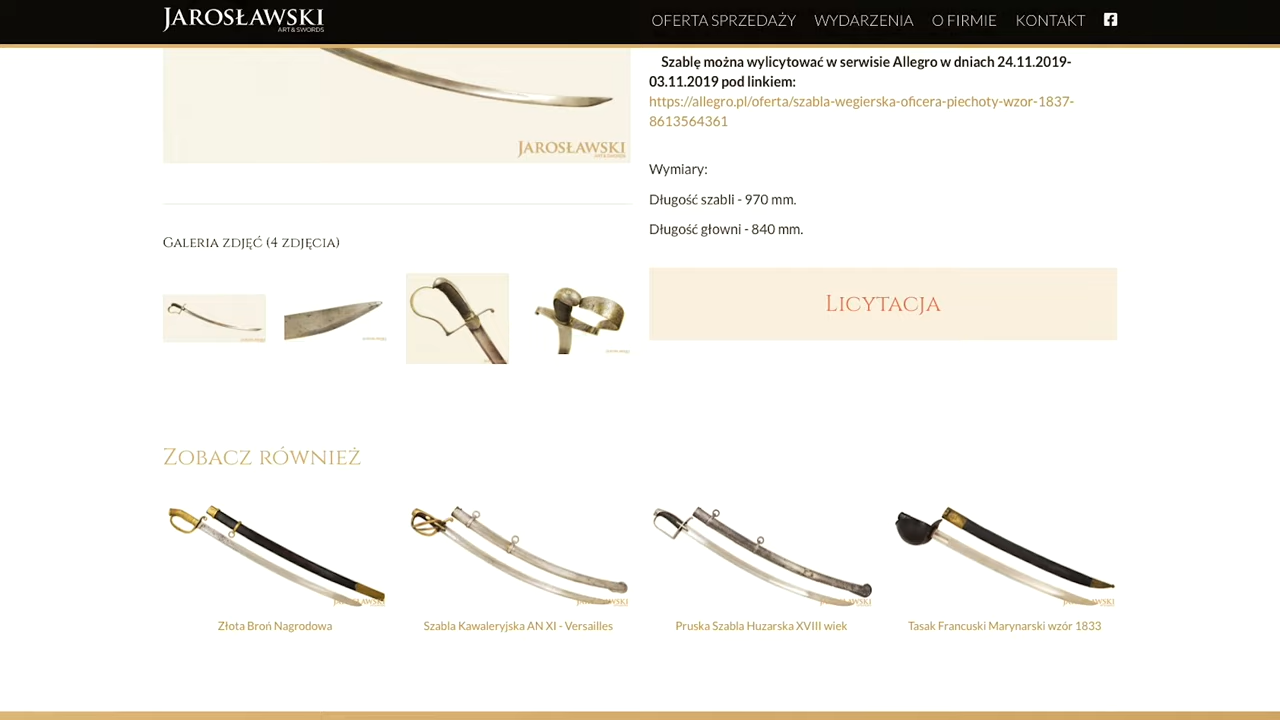 JAROSŁAWSKI
ART & SWORDS
OFERTA SPRZEDAŻY WYDARZENIA O FIRMIE KONTAKT
Szablę można wylicytować w serwisie Allegro w dniach 24.11.2019-
03.11.2019 pod linkiem:
https://allegro.pl/oferta/szabla-wegierska-oficera-piechoty-wzor-1837-
8613564361
JAROSŁAWSKI
ART & SWORDS
Wymiary:
Długość szabli - 970 mm.
Długość głowni - 840 mm.
Galeria zdjęć (4 zdjęcia)
Licytacja
Zobacz również
Złota Broń Nagrodowa
Szabla Kawaleryjska AN XI - Versailles
Pruska Szabla Huzarska XVIII wiek
Tasak Francuski Marynarski wzór 1833